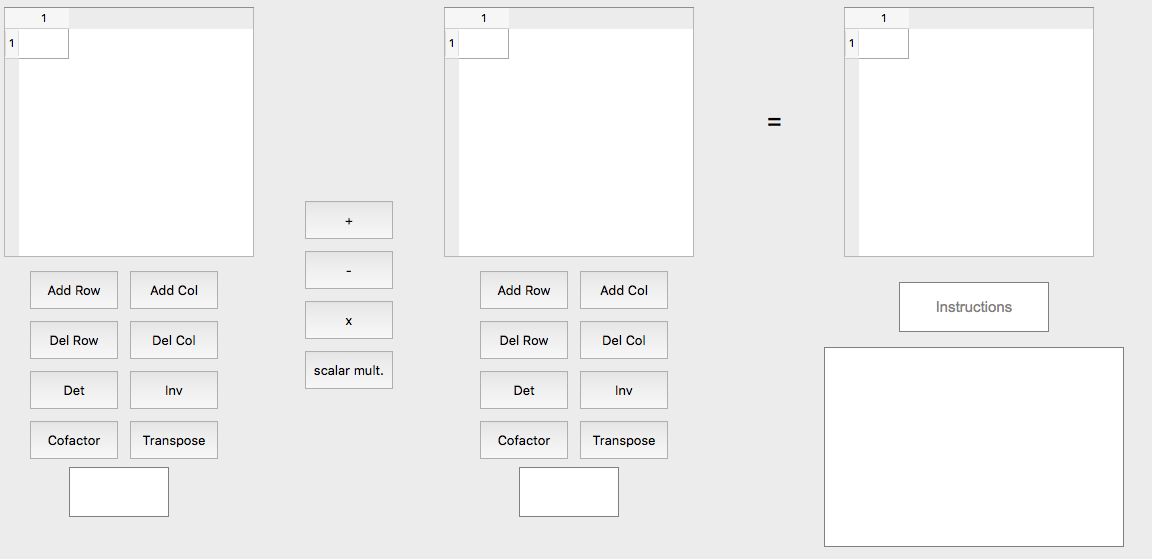 1 1 1
1 1 1
=
+
-
x
scalar mult.
Add Row Add Col
Del Row Del Col
Det Inv
Cofactor Transpose
Add Row Add Col
Del Row Del Col
Det Inv
Cofactor Transpose
Instructions